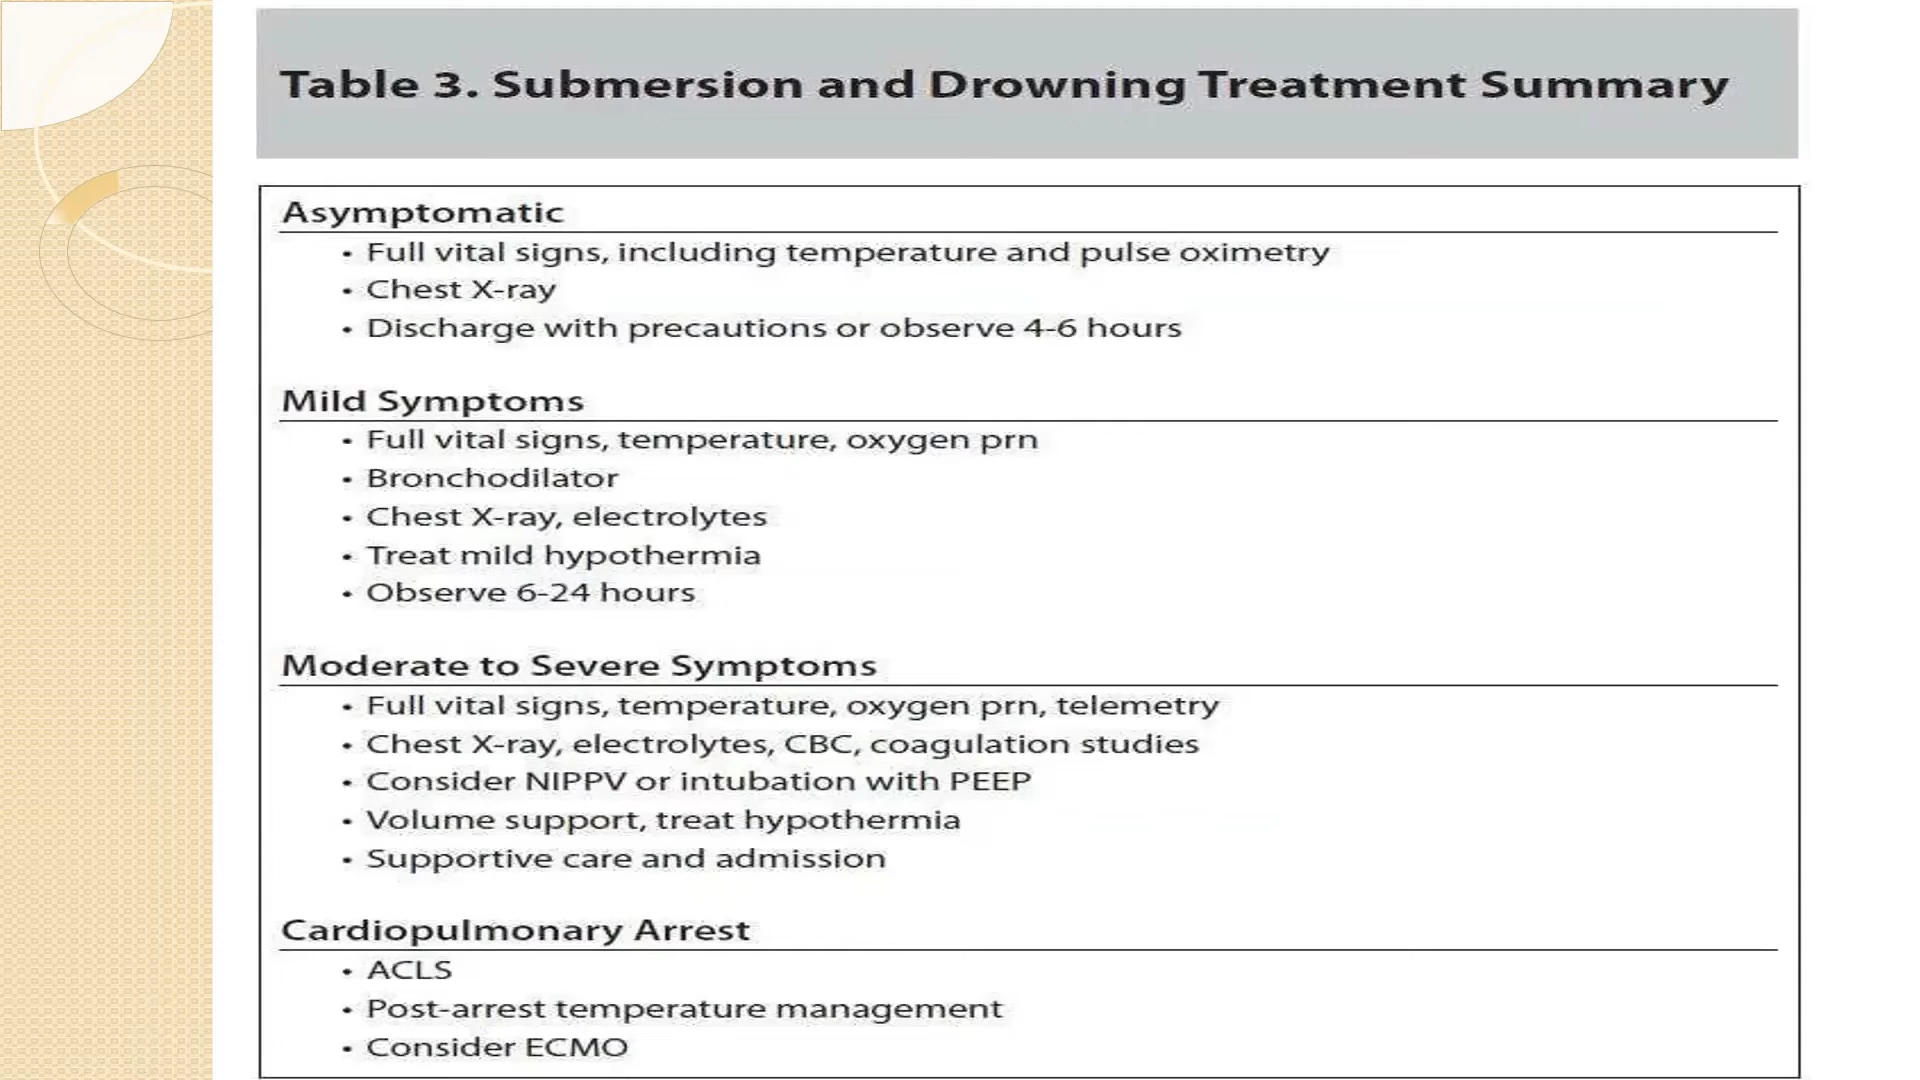 Table 3. Submersion and Drowning Treatment Summary
Asymptomatic
• Full vital signs, including temperature and pulse oximetry
• Chest X-ray
• Discharge with precautions or observe 4-6 hours
Mild Symptoms
• Full vital signs, temperature, oxygen prn
• Bronchodilator
• Chest X-ray, electrolytes
• Treat mild hypothermia
• Observe 6-24 hours
Moderate to Severe Symptoms
• Full vital signs, temperature, oxygen prn, telemetry
• Chest X-ray, electrolytes, CBC, coagulation studies
• Consider NIPPV or intubation with PEEP
• Volume support, treat hypothermia
• Supportive care and admission
Cardiopulmonary Arrest
• ACLS
• Post-arrest temperature management
• Consider ECMO